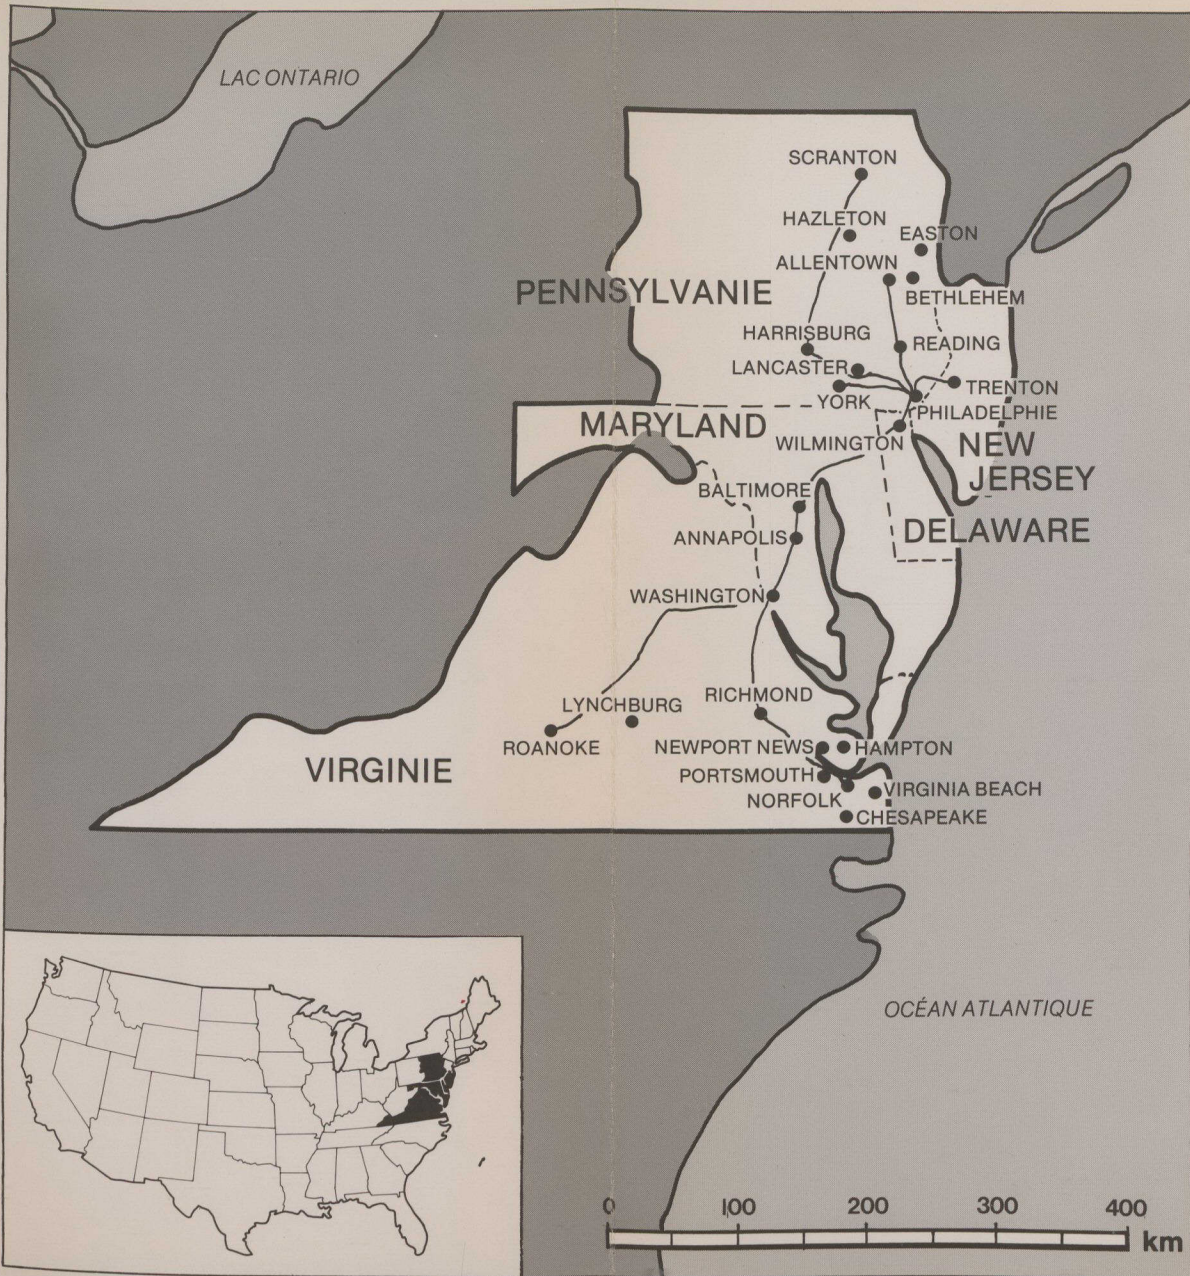 LAC ONTARIO
SCRANTON
HAZLETON
EASTON
ALLENTOWN
PENNSYLVANIE
BETHLEHEM
HARRISBURG
READING
LANCASTER
TRENTON
YORK
PHILADELPHIE
MARYLAND
WILMINGTON
NEW
JERSEY
BALTIMORE
DELAWARE
ANNAPOLIS
WASHINGTON
RICHMOND
LYNCHBURG
ROANOKE
NEWPORT NEWS
HAMPTON
VIRGINIE
PORTSMOUTH
VIRGINIA BEACH
NORFOLK
CHESAPEAKE
OCÉAN ATLANTIQUE
0 100 200 300 400
km